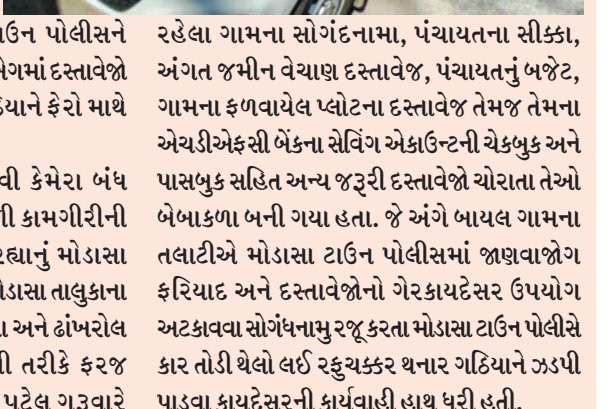 ાઉન પોલીસને
ેગમાં દસ્તાવેજો
ઠિયાને ફેરો માથે
વી કેમેરા બંધ
ની કામગીરીની
રહ્યાનું મોડાસા
ોડાસા તાલુકાના
ા અને ઢાંખરોલ
ી તરીકે ફરજ
પટેલ ગુરૂવારે
રહેલા ગામના સોગંદનામા, પંચાયતના સીક્કા,
અંગત જમીન વેચાણ દસ્તાવેજ, પંચાયતનું બજેટ,
ગામના ફળવાયેલ પ્લોટના દસ્તાવેજ તેમજ તેમના
એચડીએફસી બેંકના સેવિંગ એકાઉન્ટની ચેકબુક અને
પાસબુક સહિત અન્ય જરૂરી દસ્તાવેજો ચોરાતા તેઓ
બેબાકળા બની ગયા હતા. જે અંગે બાયલ ગામના
તલાટીએ મોડાસા ટાઉન પોલીસમાં જાણવાજોગ
ફરિયાદ અને દસ્તાવેજોનો ગેરકાયદેસર ઉપયોગ
અટકાવવા સોગંધનામુ રજૂ કરતા મોડાસા ટાઉન પોલીસે
કાર તોડી થેલો લઈ રફુચક્કર થનાર ગઠિયાને ઝડપી
પાડવા કાયદેસરની કાર્યવાહી હાથ ધરી હતી.